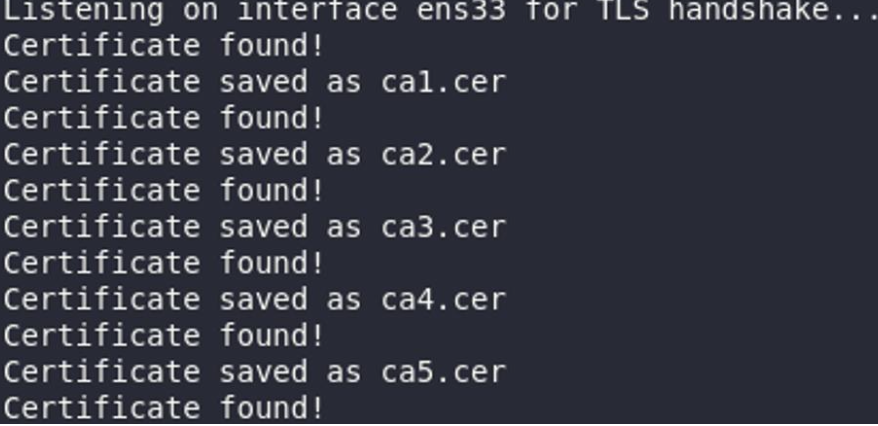 Listening on interface ens33 for TLS handshake...
Certificate found!
Certificate saved as ca1.cer
Certificate found!
Certificate saved as ca2.cer
Certificate found!
Certificate saved as ca3.cer
Certificate found!
Certificate saved as ca4.cer
Certificate found!
Certificate saved as ca5.cer
Certificate found!